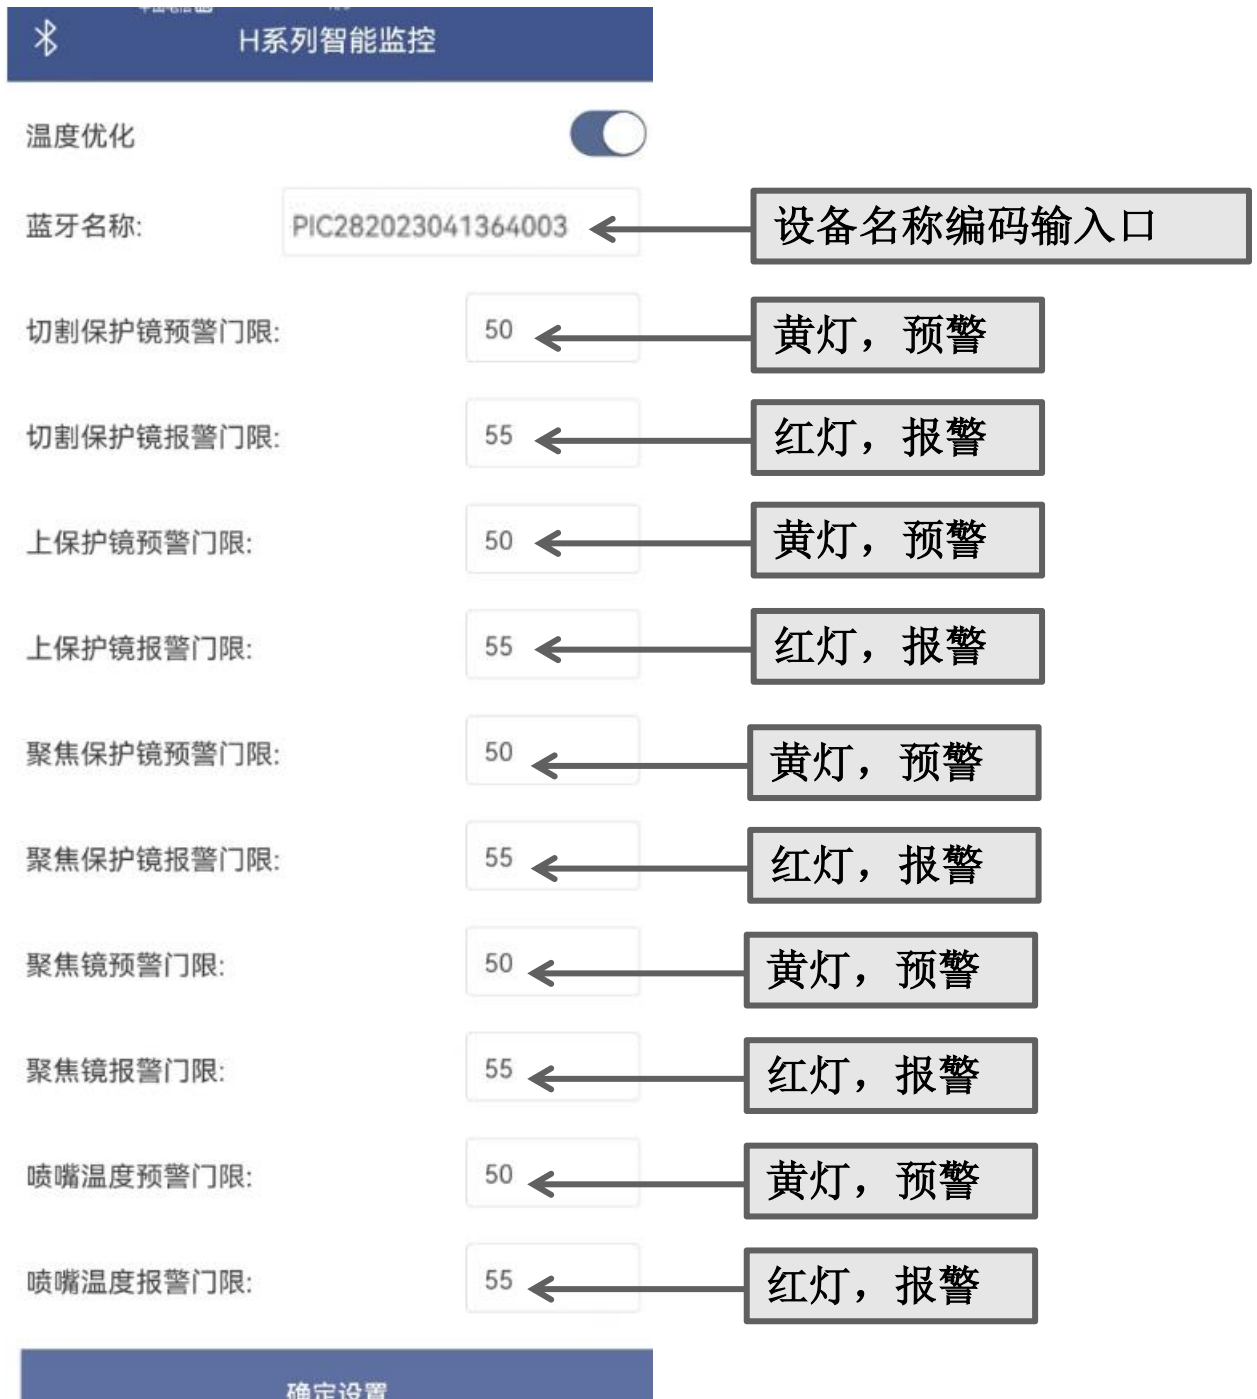 H系列智能监控
温度优化
蓝牙名称: PIC282023041364003 设备名称编码输入口
切割保护镜预警门限: 50 黄灯，预警
切割保护镜报警门限: 55 红灯，报警
上保护镜预警门限: 50 黄灯，预警
上保护镜报警门限: 55 红灯，报警
聚焦保护镜预警门限: 50 黄灯，预警
聚焦保护镜报警门限: 55 红灯，报警
聚焦镜预警门限: 50 黄灯，预警
聚焦镜报警门限: 55 红灯，报警
喷嘴温度预警门限: 50 黄灯，预警
喷嘴温度报警门限: 55 红灯，报警
确定设置